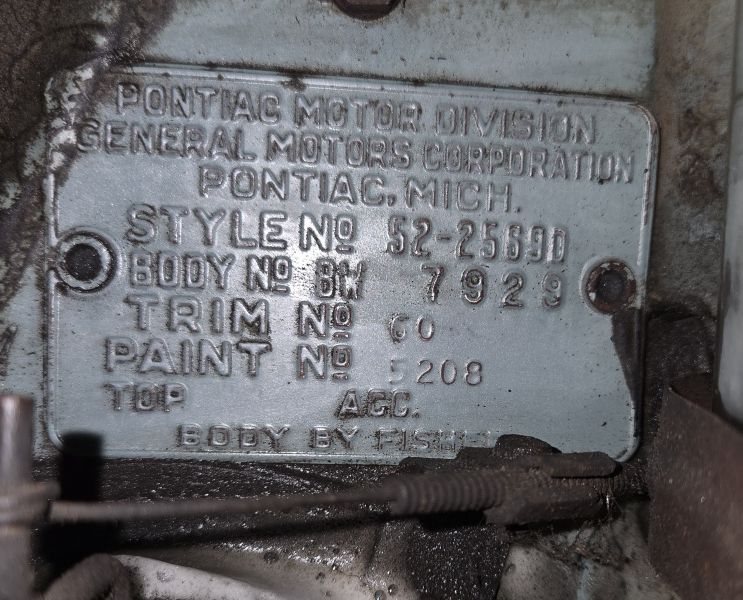 PONTIAC MOTOR DIVISION
GENERAL MOTORS CORPORATION
PONTIAC, MICH.
STYLE Nº 52-2569D
BODY Nº BW 7929
TRIM Nº 60
PAINT Nº 5208
TOP ACC.
BODY BY FISHER